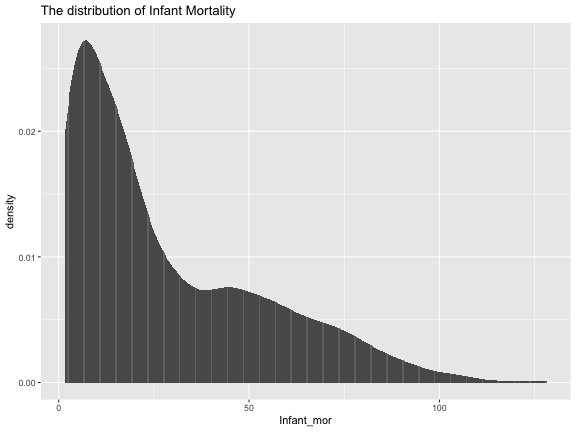 The distribution of Infant Mortality
density
0.02
0.01
0.00
0
50
100
Infant_mor